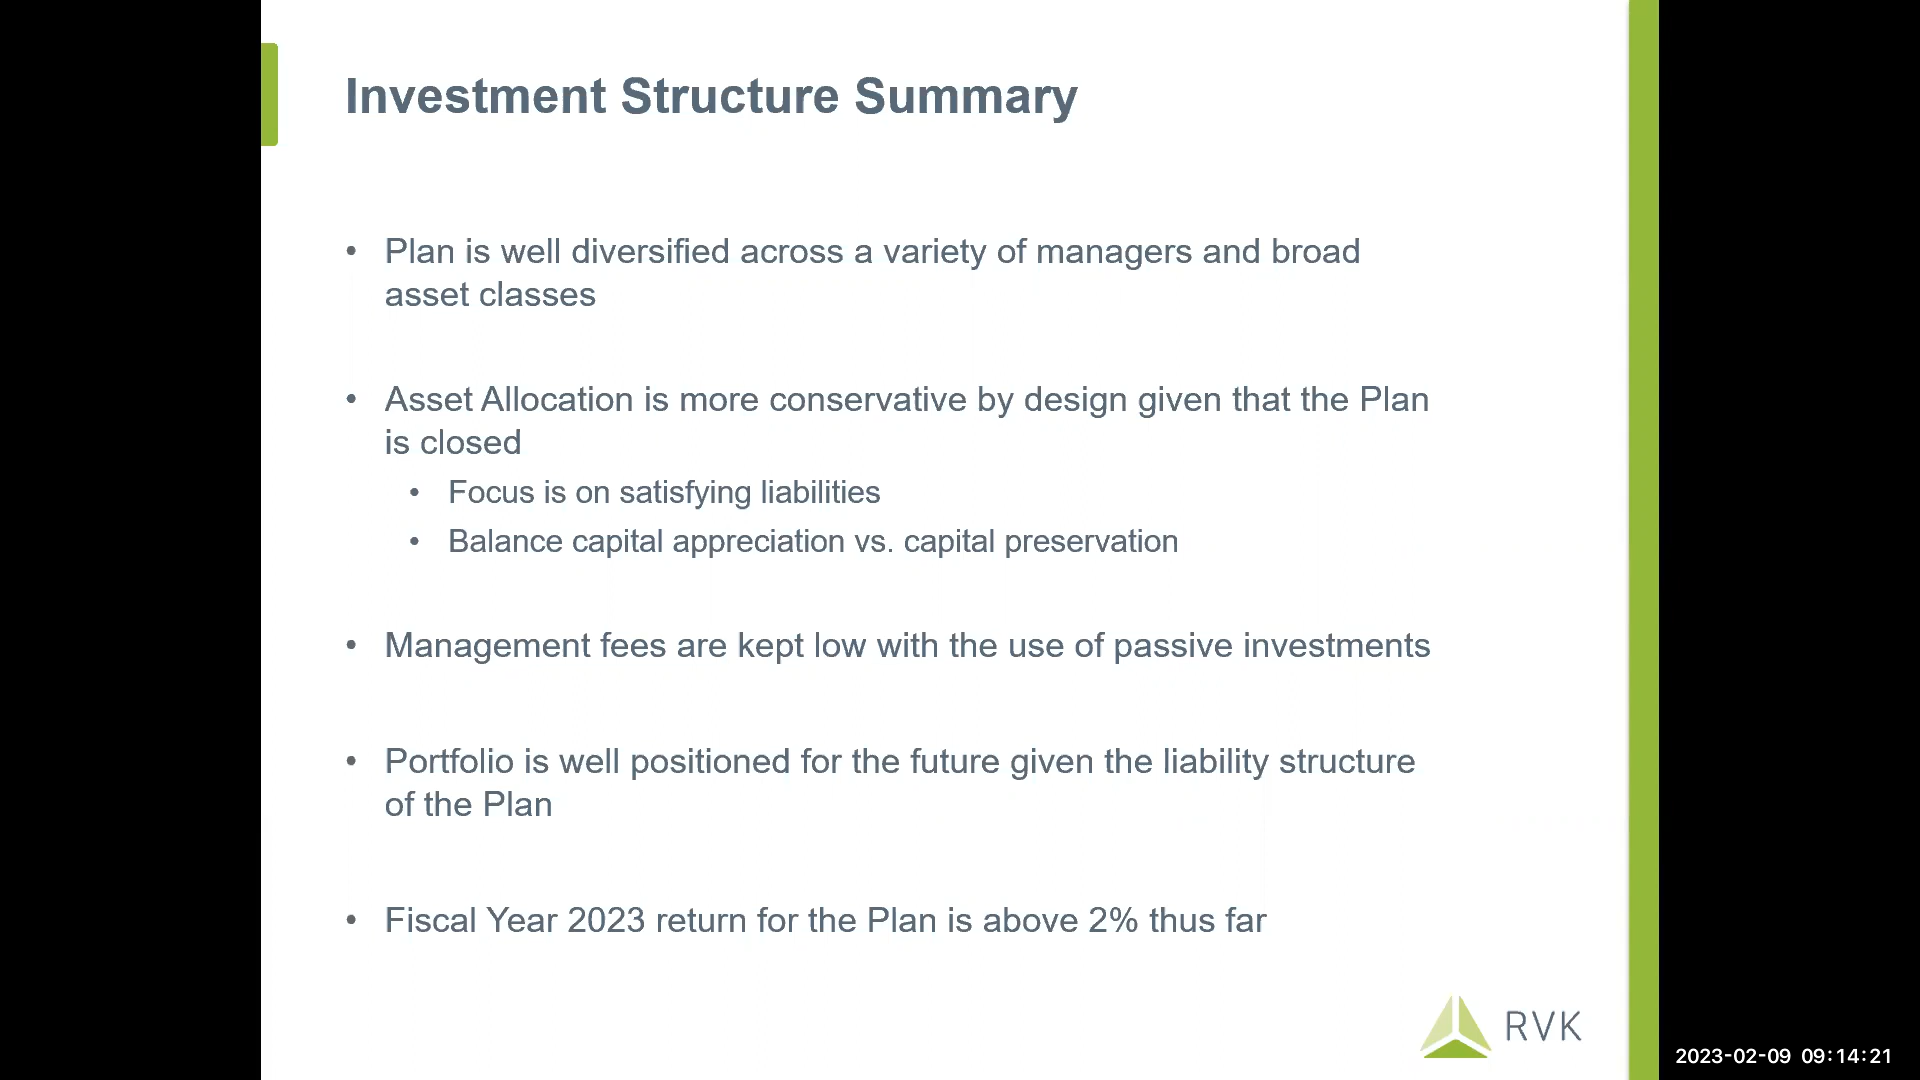 Investment Structure Summary
• Plan is well diversified across a variety of managers and broad
asset classes
• Asset Allocation is more conservative by design given that the Plan
is closed
• Focus is on satisfying liabilities
• Balance capital appreciation vs. capital preservation
• Management fees are kept low with the use of passive investments
• Portfolio is well positioned for the future given the liability structure
of the Plan
• Fiscal Year 2023 return for the Plan is above 2% thus far
RVK
2023-02-09 09:14:21